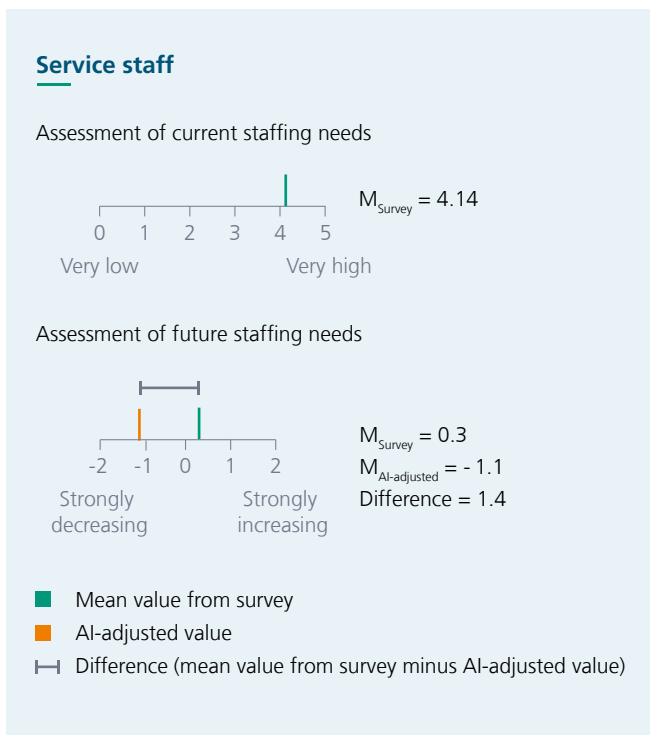 Service staff
Assessment of current staffing needs
M_Survey = 4.14
0 1 2 3 4 5
Very low Very high
Assessment of future staffing needs
M_Survey = 0.3
-2 -1 0 1 2
M_AI-adjusted = - 1.1
Strongly decreasing
Strongly increasing
Difference = 1.4
Mean value from survey
AI-adjusted value
Difference (mean value from survey minus AI-adjusted value)